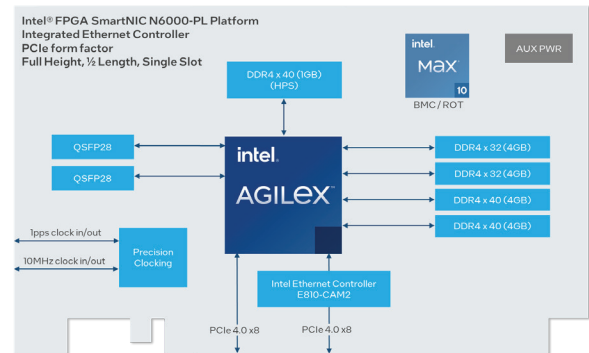 Intel® FPGA SmartNIC N6000-PL Platform
Integrated Ethernet Controller
PCIe form factor
Full Height, ½ Length, Single Slot
DDR4 x 40 (1GB)
(HPS)
intel.
MAX
10
BMC/ROT
AUX PWR
QSFP28
QSFP28
intel.
AGILEX™
DDR4 x 32 (4GB)
DDR4 x 32 (4GB)
DDR4 x 40 (4GB)
DDR4 x 40 (4GB)
1pps clock in/out
10MHz clock in/out
Precision
Clocking
Intel Ethernet Controller
E810-CAM2
PCIe 4.0 x8
PCIe 4.0 x8